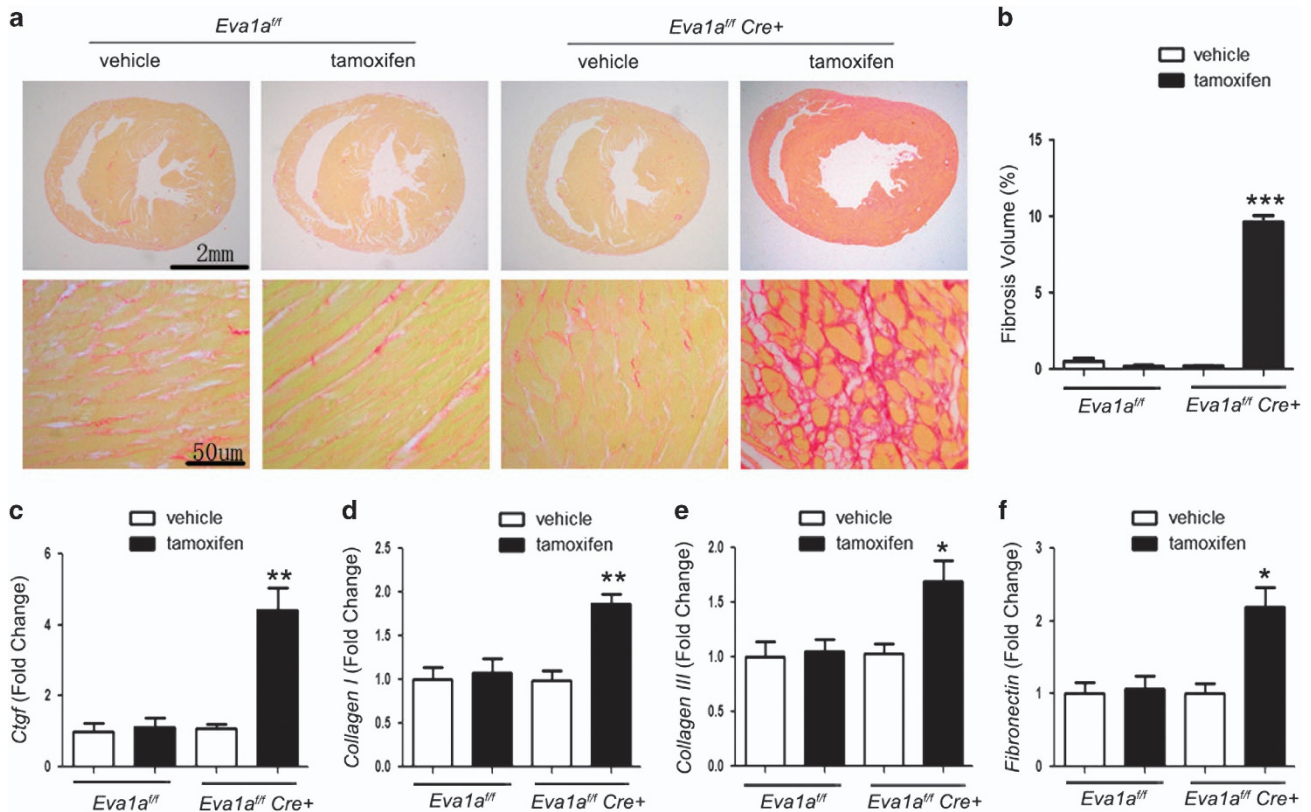 a
Eva1a^f/f
Eva1a^f/f Cre+
vehicle
tamoxifen
vehicle
tamoxifen
2mm
50um
b
vehicle
tamoxifen
Fibrosis Volume (%)
15
10
5
0
***
Eva1a^f/f
Eva1a^f/f Cre+
c
vehicle
tamoxifen
Ctgf (Fold Change)
6
4
2
0
**
Eva1a^f/f
Eva1a^f/f Cre+
d
vehicle
tamoxifen
Collagen I (Fold Change)
2.5
2.0
1.5
1.0
0.5
0.0
**
Eva1a^f/f
Eva1a^f/f Cre+
e
vehicle
tamoxifen
Collagen III (Fold Change)
2.0
1.5
1.0
0.5
0.0
*
Eva1a^f/f
Eva1a^f/f Cre+
f
vehicle
tamoxifen
Fibronectin (Fold Change)
3
2
1
0
*
Eva1a^f/f
Eva1a^f/f Cre+